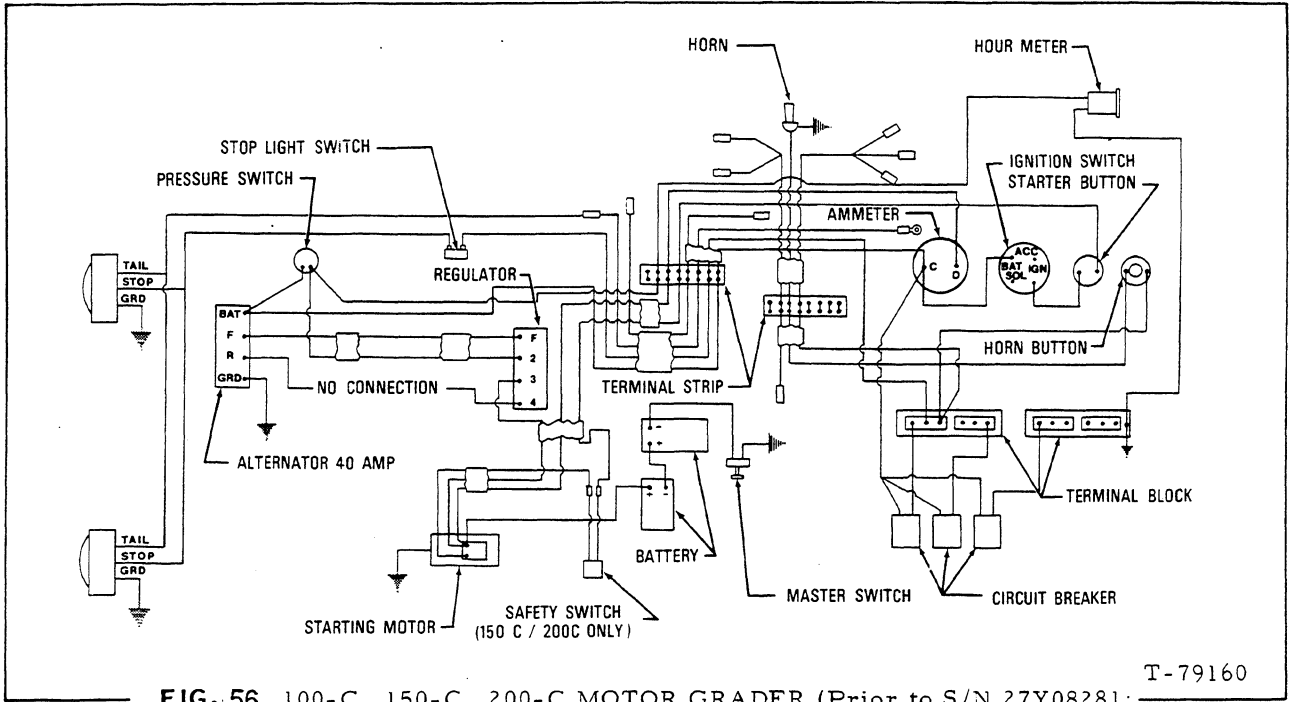 HORN
HOUR METER
STOP LIGHT SWITCH
PRESSURE SWITCH
IGNITION SWITCH
STARTER BUTTON
AMMETER
REGULATOR
TAIL
STOP
GRD
BAT
F
R
GRD
F
2
3
4
C
D
ACC
BAT
IGN
SOL
NO CONNECTION
TERMINAL STRIP
HORN BUTTON
ALTERNATOR 40 AMP
- +
- +
+ -
TERMINAL BLOCK
TAIL
STOP
GRD
BATTERY
MASTER SWITCH
CIRCUIT BREAKER
STARTING MOTOR
SAFETY SWITCH
(150 C / 200C ONLY)
T-79160
FIG. 56 100-C, 150-C, 200-C MOTOR GRADER (Prior to S/N 27Y08281;